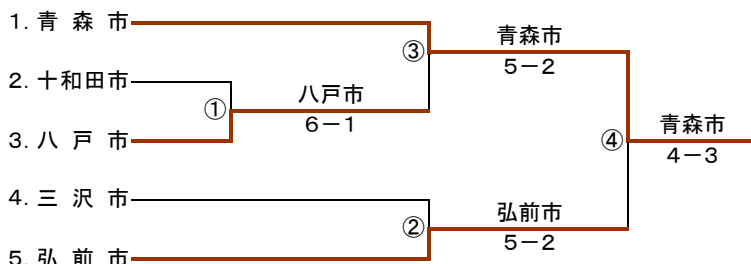 1. 青 森 市
2. 十和田市
3. 八 戸 市
4. 三 沢 市
5. 弘 前 市
①
八戸市
6－1
②
弘前市
5－2
③
青森市
5－2
④
青森市
4－3